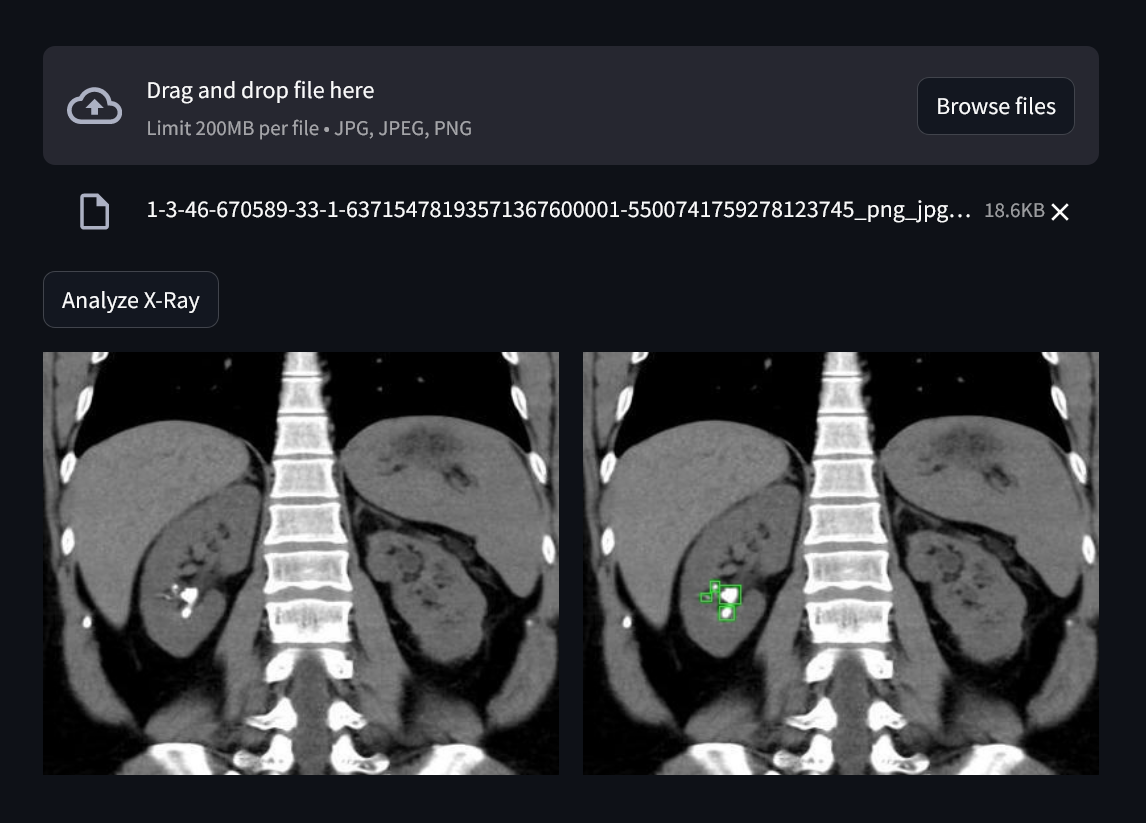 Drag and drop file here
Limit 200MB per file • JPG, JPEG, PNG
Browse files
1-3-46-670589-33-1-63715478193571367600001-5500741759278123745_png_jpg... 18.6KB
Analyze X-Ray